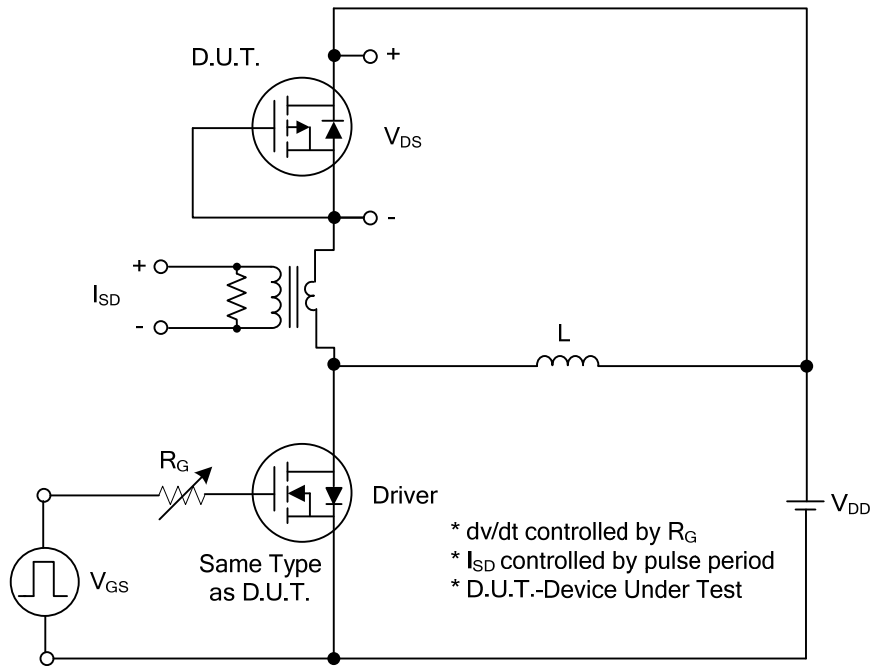 D.U.T.
+
VDS
-
+
ISD
-
L
RG
Driver
VDD
VGS
Same Type
as D.U.T.
* dv/dt controlled by RG
* ISD controlled by pulse period
* D.U.T.-Device Under Test